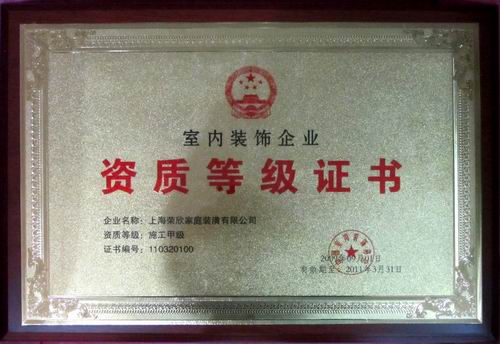 室内装饰企业
资质等级证书
企业名称：上海荣欣家庭装潢有限公司
资质等级：施工甲级
证书编号：110320100
有效期至：2011年3月31日